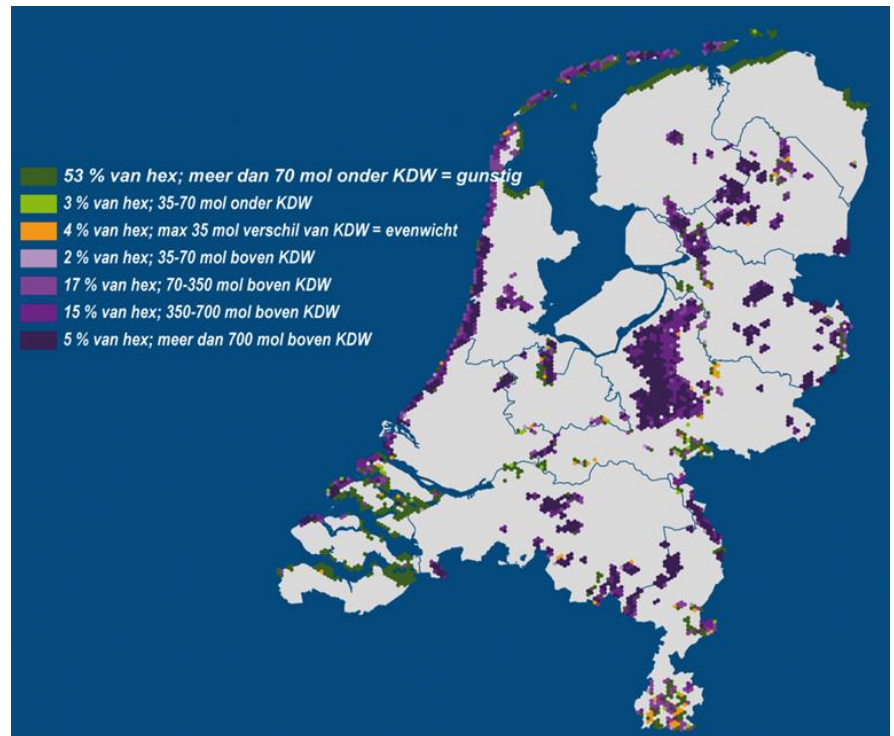 53 % van hex; meer dan 70 mol onder KDW = gunstig
3 % van hex; 35-70 mol onder KDW
4 % van hex; max 35 mol verschil van KDW = evenwicht
2 % van hex; 35-70 mol boven KDW
17 % van hex; 70-350 mol boven KDW
15 % van hex; 350-700 mol boven KDW
5 % van hex; meer dan 700 mol boven KDW